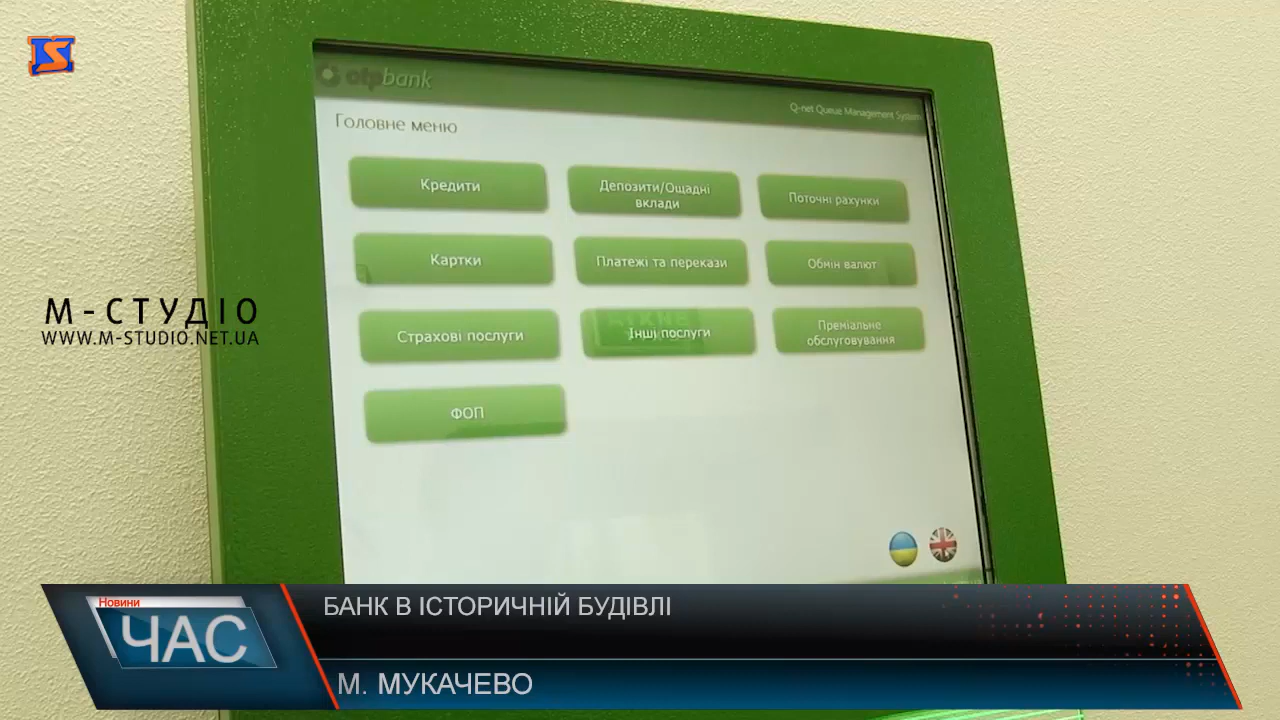 otpbank
Q-net Queue Management System
Головне меню
Кредити
Депозити/Ощадні
вклади
Поточні рахунки
Картки
Платежі та перекази
Обмін валют
Страхові послуги
Інші послуги
Преміальне
обслуговування
ФОП
М-СТУДІО
WWW.M-STUDIO.NET.UA
Новини
ЧАС
БАНК В ІСТОРИЧНІЙ БУДІВЛІ
М. МУКАЧЕВО